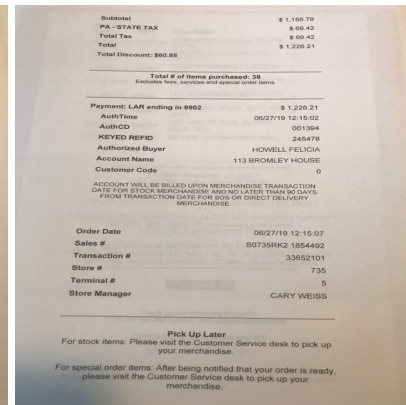 Subtotal $ 1,156.79
PA - STATE TAX $ 69.42
Total Tax $ 69.42
Total $ 1,226.21
Total Discount: $60.88
Total # of items purchased: 38
Excludes fees, services and special order items
Payment: LAR ending in 9902 $ 1,226.21
AuthTime 06/27/19 12:15:02
AuthCD 001394
KEYED REFID 245478
Authorized Buyer HOWELL FELICIA
Account Name 113 BROMLEY HOUSE
Customer Code 0
ACCOUNT WILL BE BILLED UPON MERCHANDISE TRANSACTION
DATE FOR STOCK MERCHANDISE AND NO LATER THAN 90 DAYS
FROM TRANSACTION DATE FOR SOS OR DIRECT DELIVERY
MERCHANDISE.
Order Date 06/27/19 12:15:07
Sales # S0735RK2 1854492
Transaction # 33652101
Store # 735
Terminal # 5
Store Manager CARY WEISS
Pick Up Later
For stock items: Please visit the Customer Service desk to pick up
your merchandise.
For special order items: After being notified that your order is ready,
please visit the Customer Service desk to pick up your
merchandise.